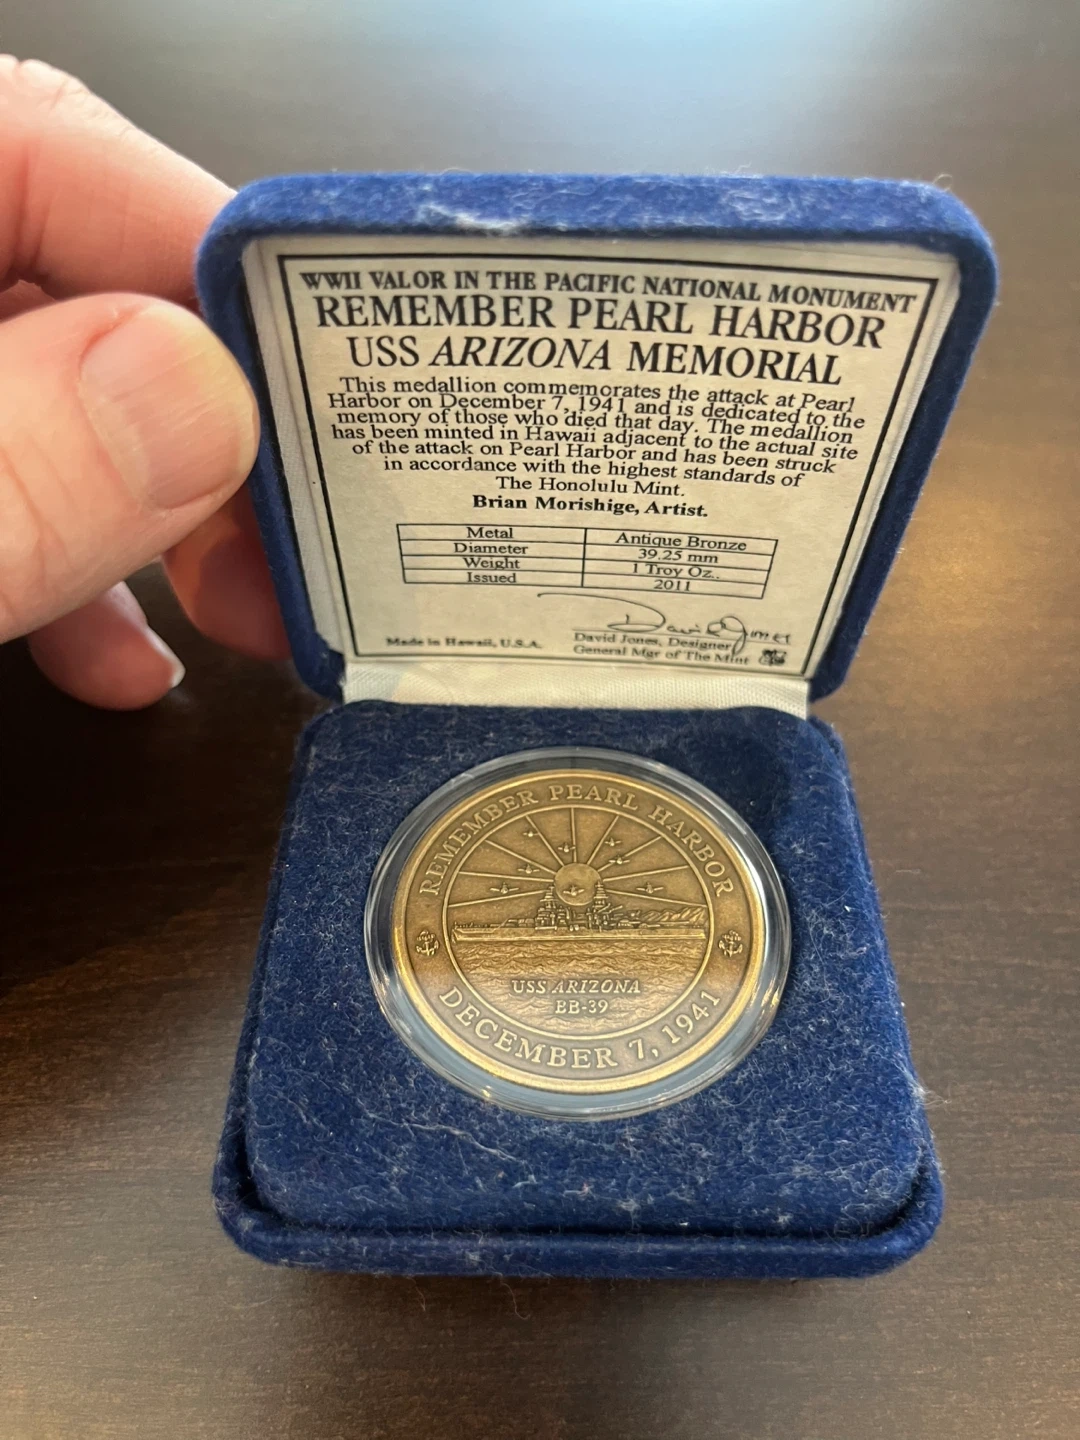 WWII VALOR IN THE PACIFIC NATIONAL MONUMENT
REMEMBER PEARL HARBOR
USS ARIZONA MEMORIAL
This medallion commemorates the attack at Pearl
Harbor on December 7, 1941 and is dedicated to the
memory of those who died that day. The medallion
has been minted in Hawaii adjacent to the actual site
of the attack on Pearl Harbor and has been struck
in accordance with the highest standards of
The Honolulu Mint.
Brian Morishige, Artist.
Metal Antique Bronze
Diameter 39.25 mm
Weight 1 Troy Oz..
Issued 2011
David Jones
Made in Hawaii, U.S.A.
David Jones, Designer
General Mgr of The Mint
REMEMBER PEARL HARBOR
USS ARIZONA
BB-39
DECEMBER 7, 1941